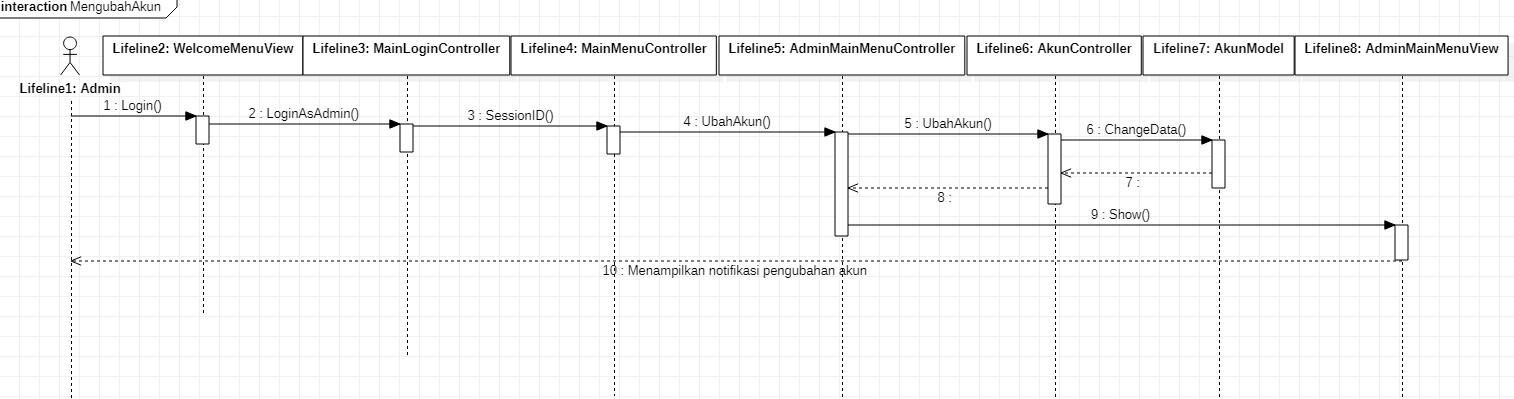 interaction MengubahAkun
Lifeline2: WelcomeMenuView
Lifeline3: MainLoginController
Lifeline4: MainMenuController
Lifeline5: AdminMainMenuController
Lifeline6: AkunController
Lifeline7: AkunModel
Lifeline8: AdminMainMenuView
Lifeline1: Admin
1 : Login()
2 : LoginAsAdmin()
3 : SessionID()
4 : UbahAkun()
5 : UbahAkun()
6 : ChangeData()
7 :
8 :
9 : Show()
10 : Menampilkan notifikasi pengubahan akun